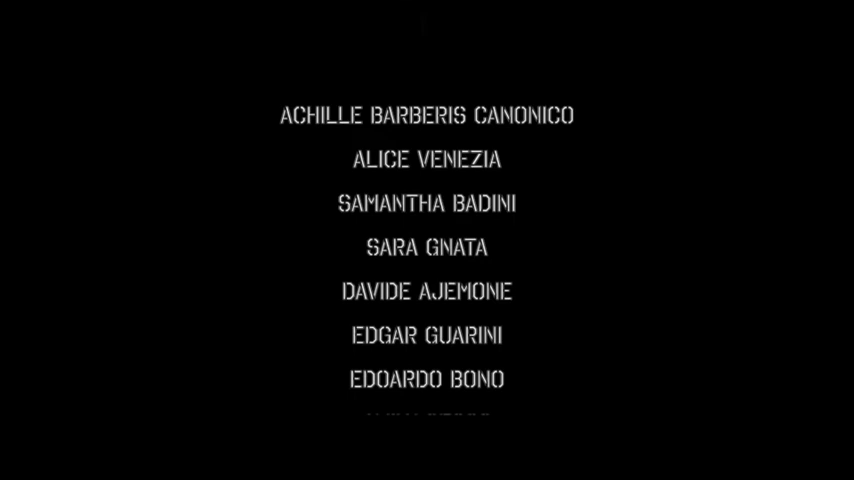 ACHILLE BARBERIS CANONICO
ALICE VENEZIA
SAMANTHA BADINI
SARA GNATA
DAVIDE AJEMONE
EDGAR GUARINI
EDOARDO BONO